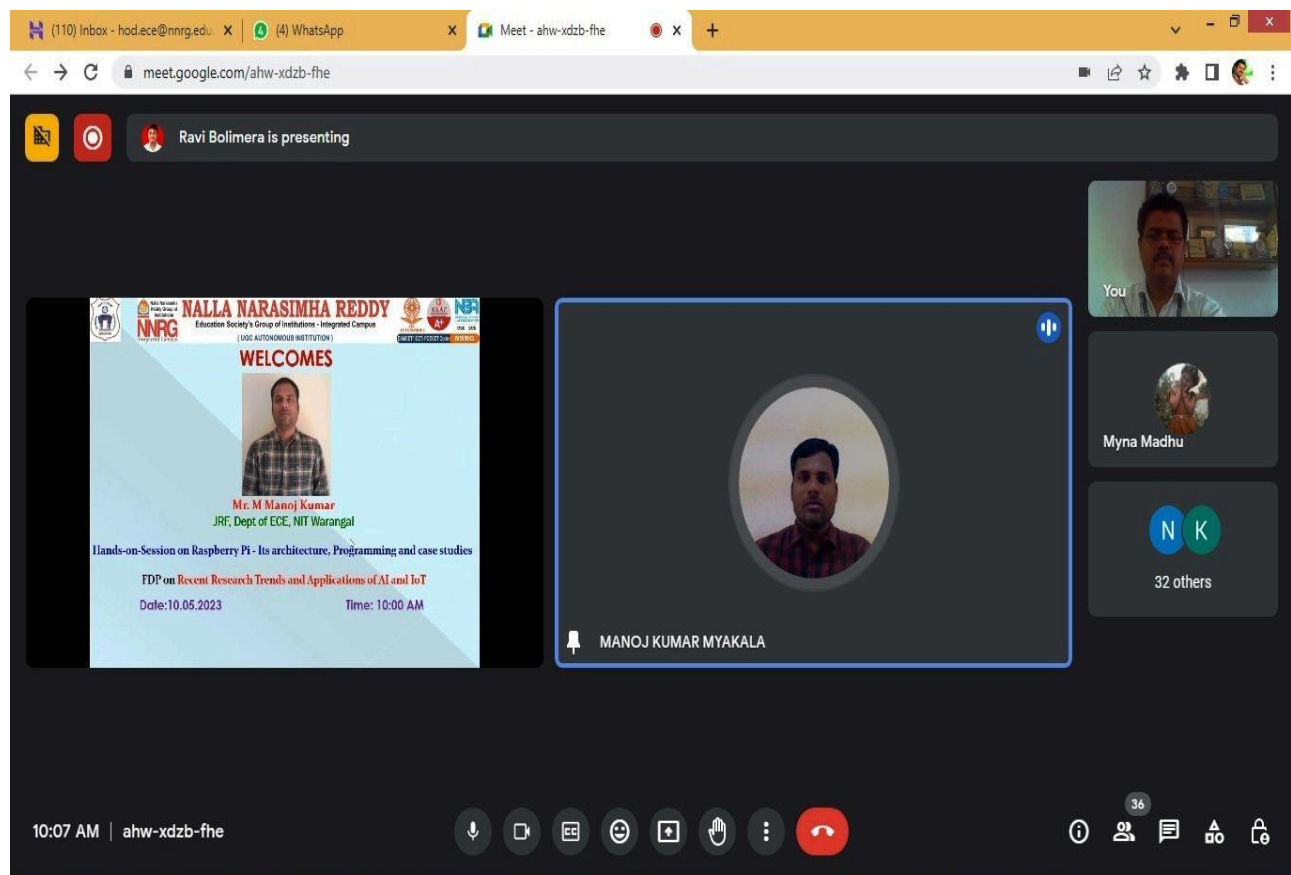 (110) Inbox - hod.ece@nnrg.edu
(4) WhatsApp
Meet - ahw-xdzb-fhe
meet.google.com/ahw-xdzb-fhe
Ravi Bolimera is presenting
NNRG
NALLA NARASIMHA REDDY
Education Society's Group of Institutions - Integrated Campus
( UGC AUTONOMOUS INSTITUTION )
NAAC
A+
NBA
WELCOMES
Mr. M Manoj Kumar
JRF, Dept of ECE, NIT Warangal
Hands-on-Session on Raspberry Pi - Its architecture, Programming and case studies
FDP on Recent Research Trends and Applications of AI and IoT
Date:10.05.2023 Time: 10:00 AM
MANOJ KUMAR MYAKALA
You
Myna Madhu
N K
32 others
10:07 AM | ahw-xdzb-fhe
CC
36